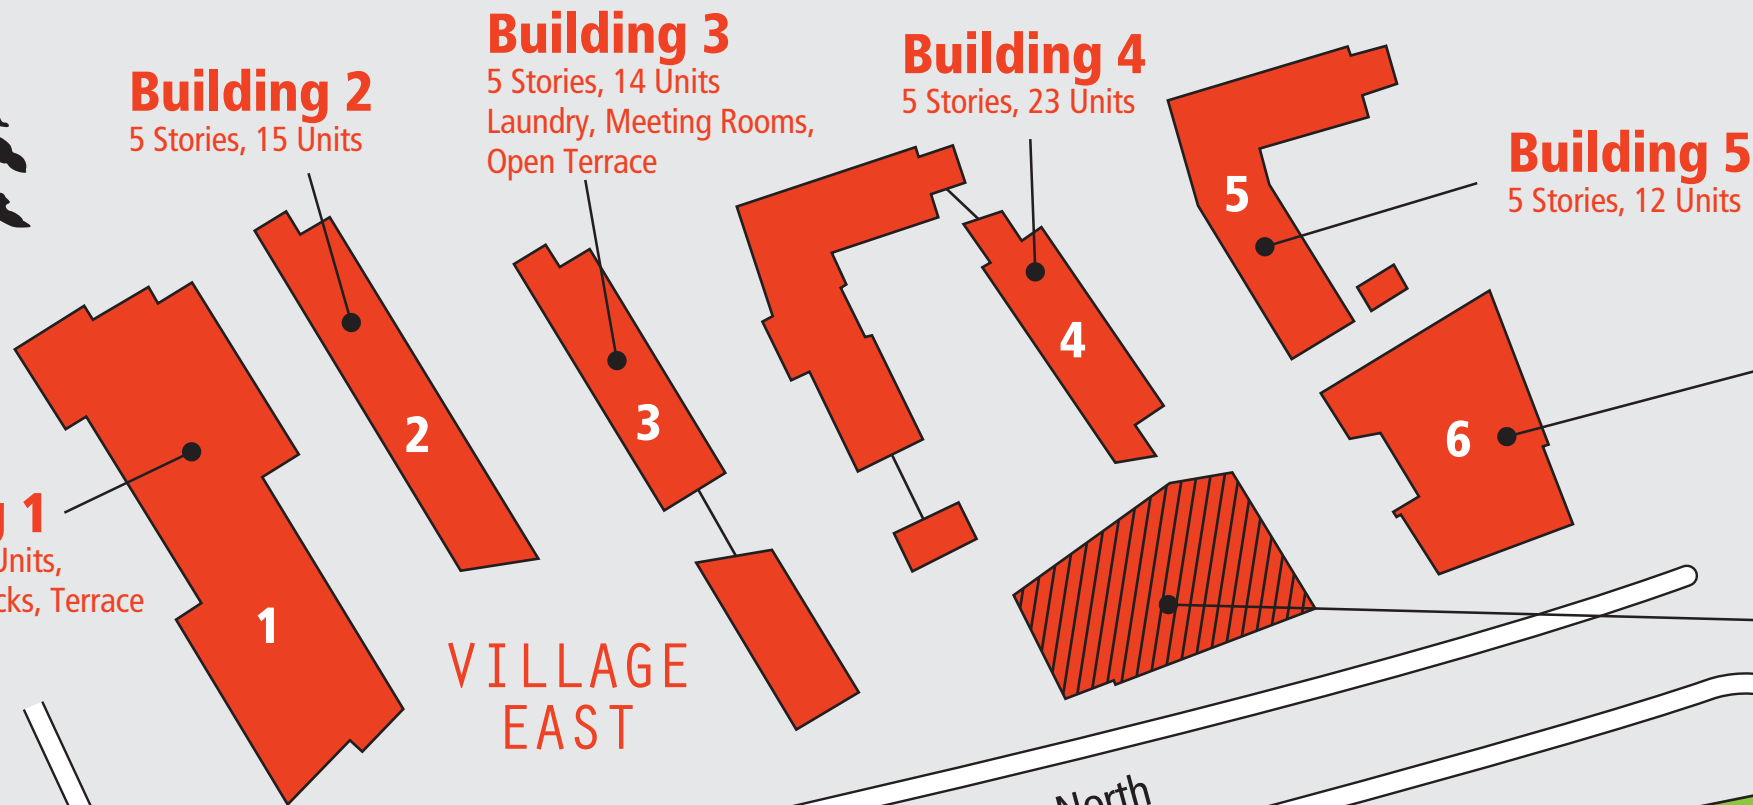 Building 2
5 Stories, 15 Units
Building 3
5 Stories, 14 Units
Laundry, Meeting Rooms,
Open Terrace
Building 4
5 Stories, 23 Units
Building 5
5 Stories, 12 Units
5
4
3
2
6
1
1
Units,
Terrace
VILLAGE
EAST
North